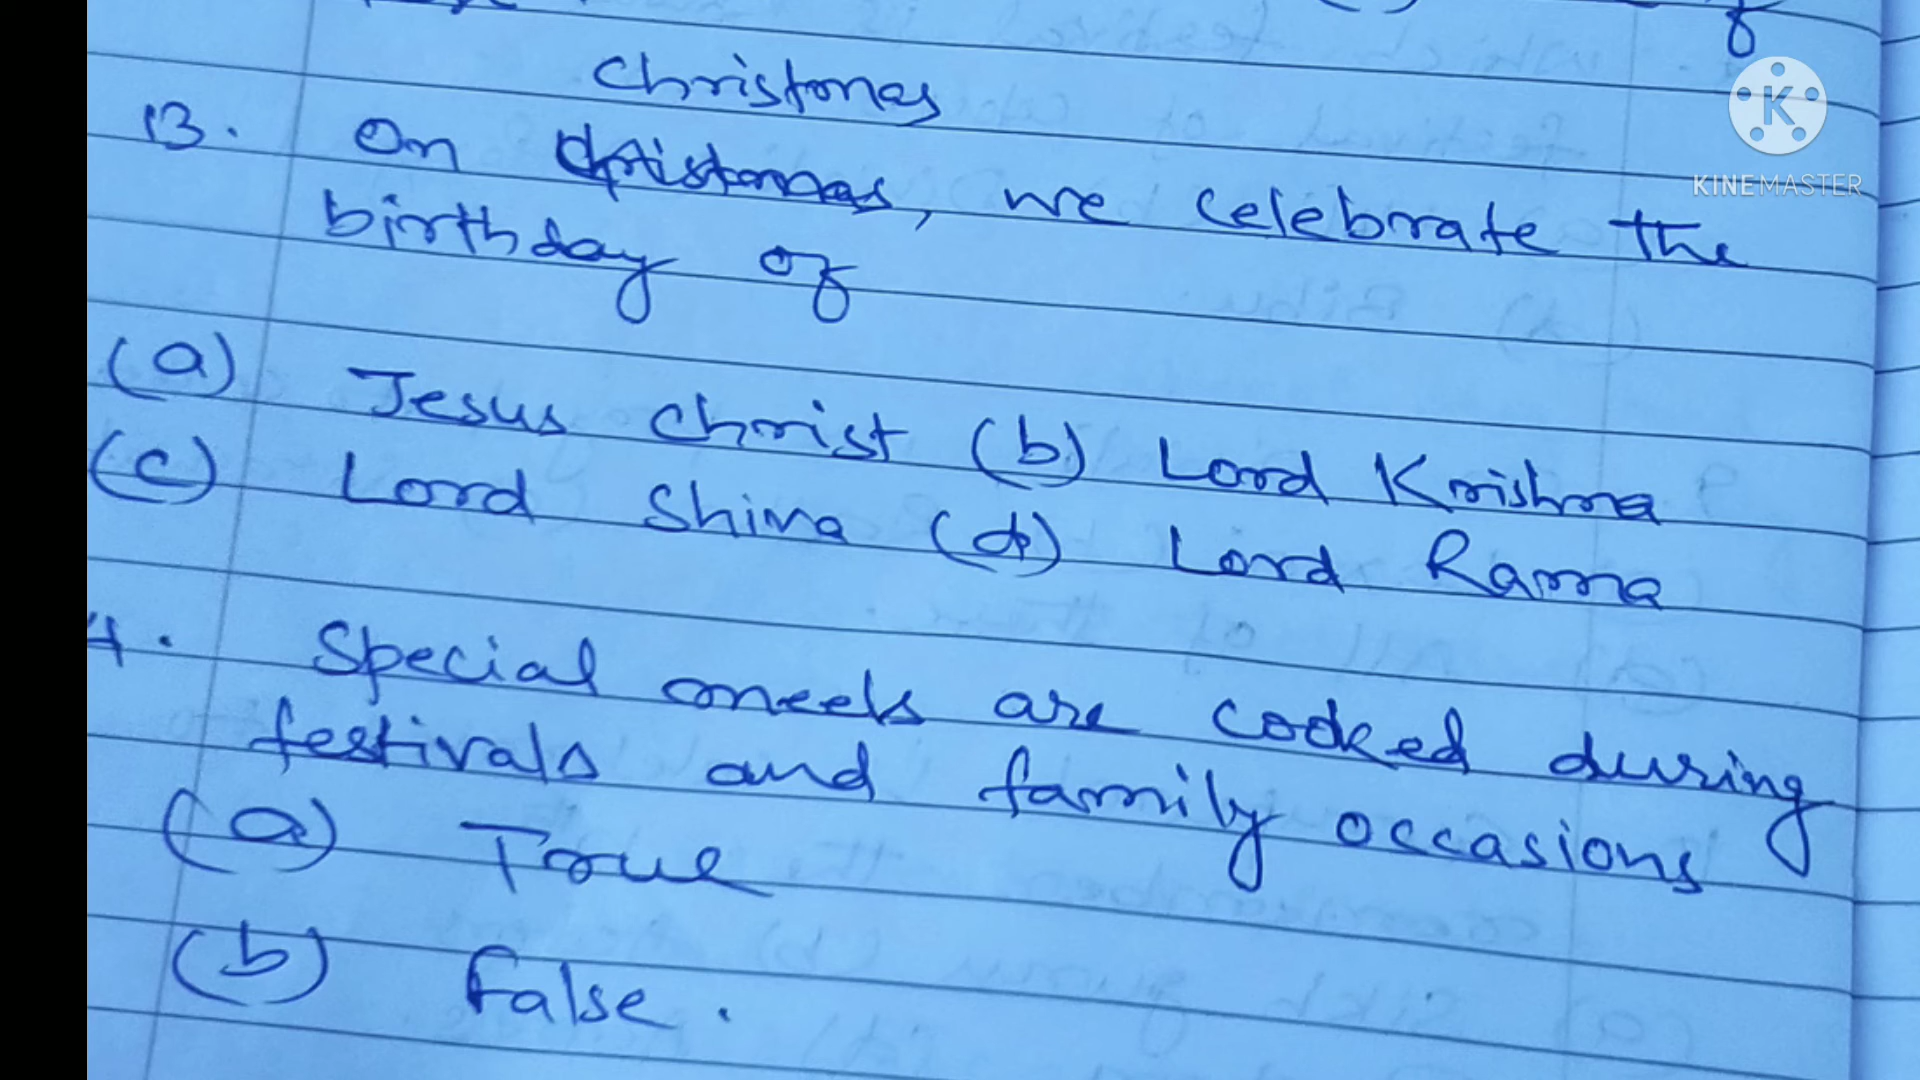 Christmas
13. On Christmas, we celebrate the
birthday of
(a) Jesus Christ (b) Lord Krishna
(c) Lord Shiva (d) Lord Rama
4. Special meels are cooked during
festivals and family occasions
(a) True
(b) False.
KINEMASTER